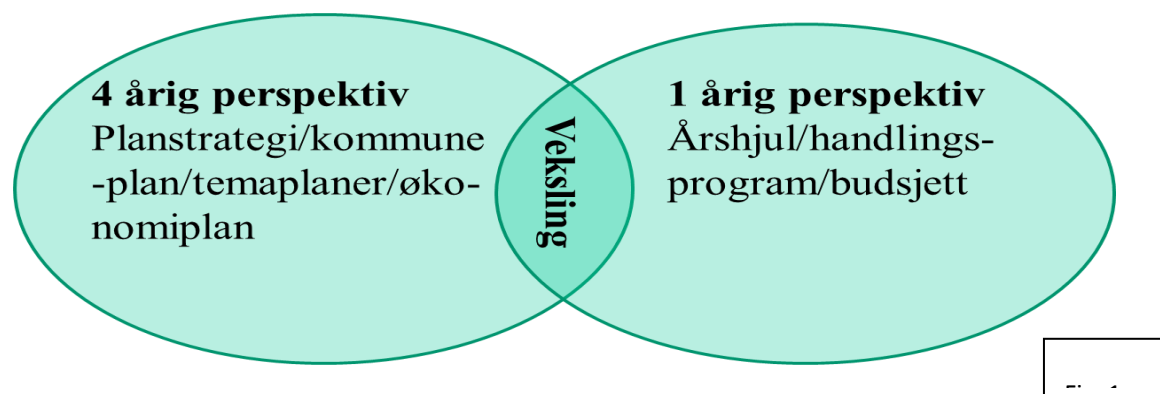 4 årig perspektiv
Planstrategi/kommune
-plan/temaplaner/øko-
nomiplan
Veksling
1 årig perspektiv
Årshjul/handlings-
program/budsjett